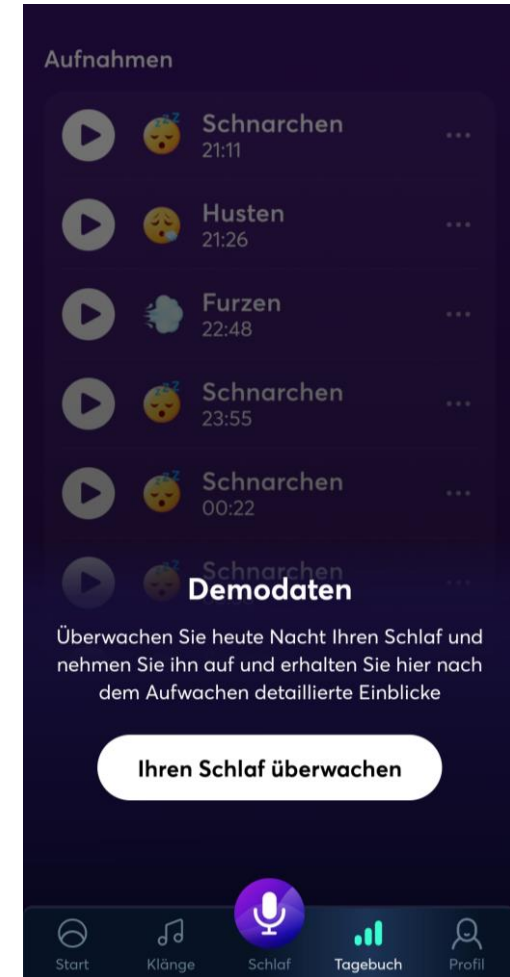 Aufnahmen
Schnarchen
21:11
Husten
21:26
Furzen
22:48
Schnarchen
23:55
Schnarchen
00:22
Schnarchen
Demodaten
Überwachen Sie heute Nacht Ihren Schlaf und
nehmen Sie ihn auf und erhalten Sie hier nach
dem Aufwachen detaillierte Einblicke
Ihren Schlaf überwachen
Start Klänge Schlaf Tagebuch Profil